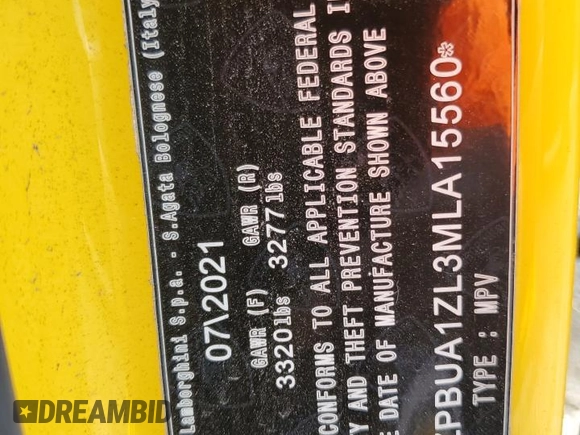 Lamborghini S.p.a. - S.Agata Bolognese (Italy
07\2021
GAWR (F) GAWR (R)
3320lbs 3277lbs
CONFORMS TO ALL APPLICABLE FEDERAL
AND THEFT PREVENTION STANDARDS
DATE OF MANUFACTURE SHOWN ABOVE
PBUA1ZL3MLA15560*
TYPE : MPV
DREAMBID